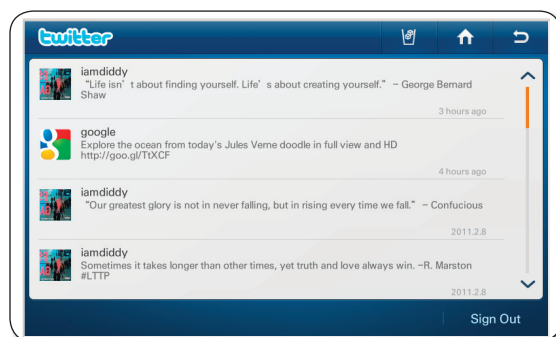 twitter
iamdiddy
“Life isn’ t about finding yourself. Life’ s about creating yourself.” – George Bernard
Shaw
3 hours ago
google
Explore the ocean from today's Jules Verne doodle in full view and HD
http://goo.gl/TtXCF
4 hours ago
iamdiddy
“Our greatest glory is not in never falling, but in rising every time we fall.” – Confucious
2011.2.8
iamdiddy
Sometimes it takes longer than other times, yet truth and love always win. –R. Marston
#LTTP
2011.2.8
Sign Out